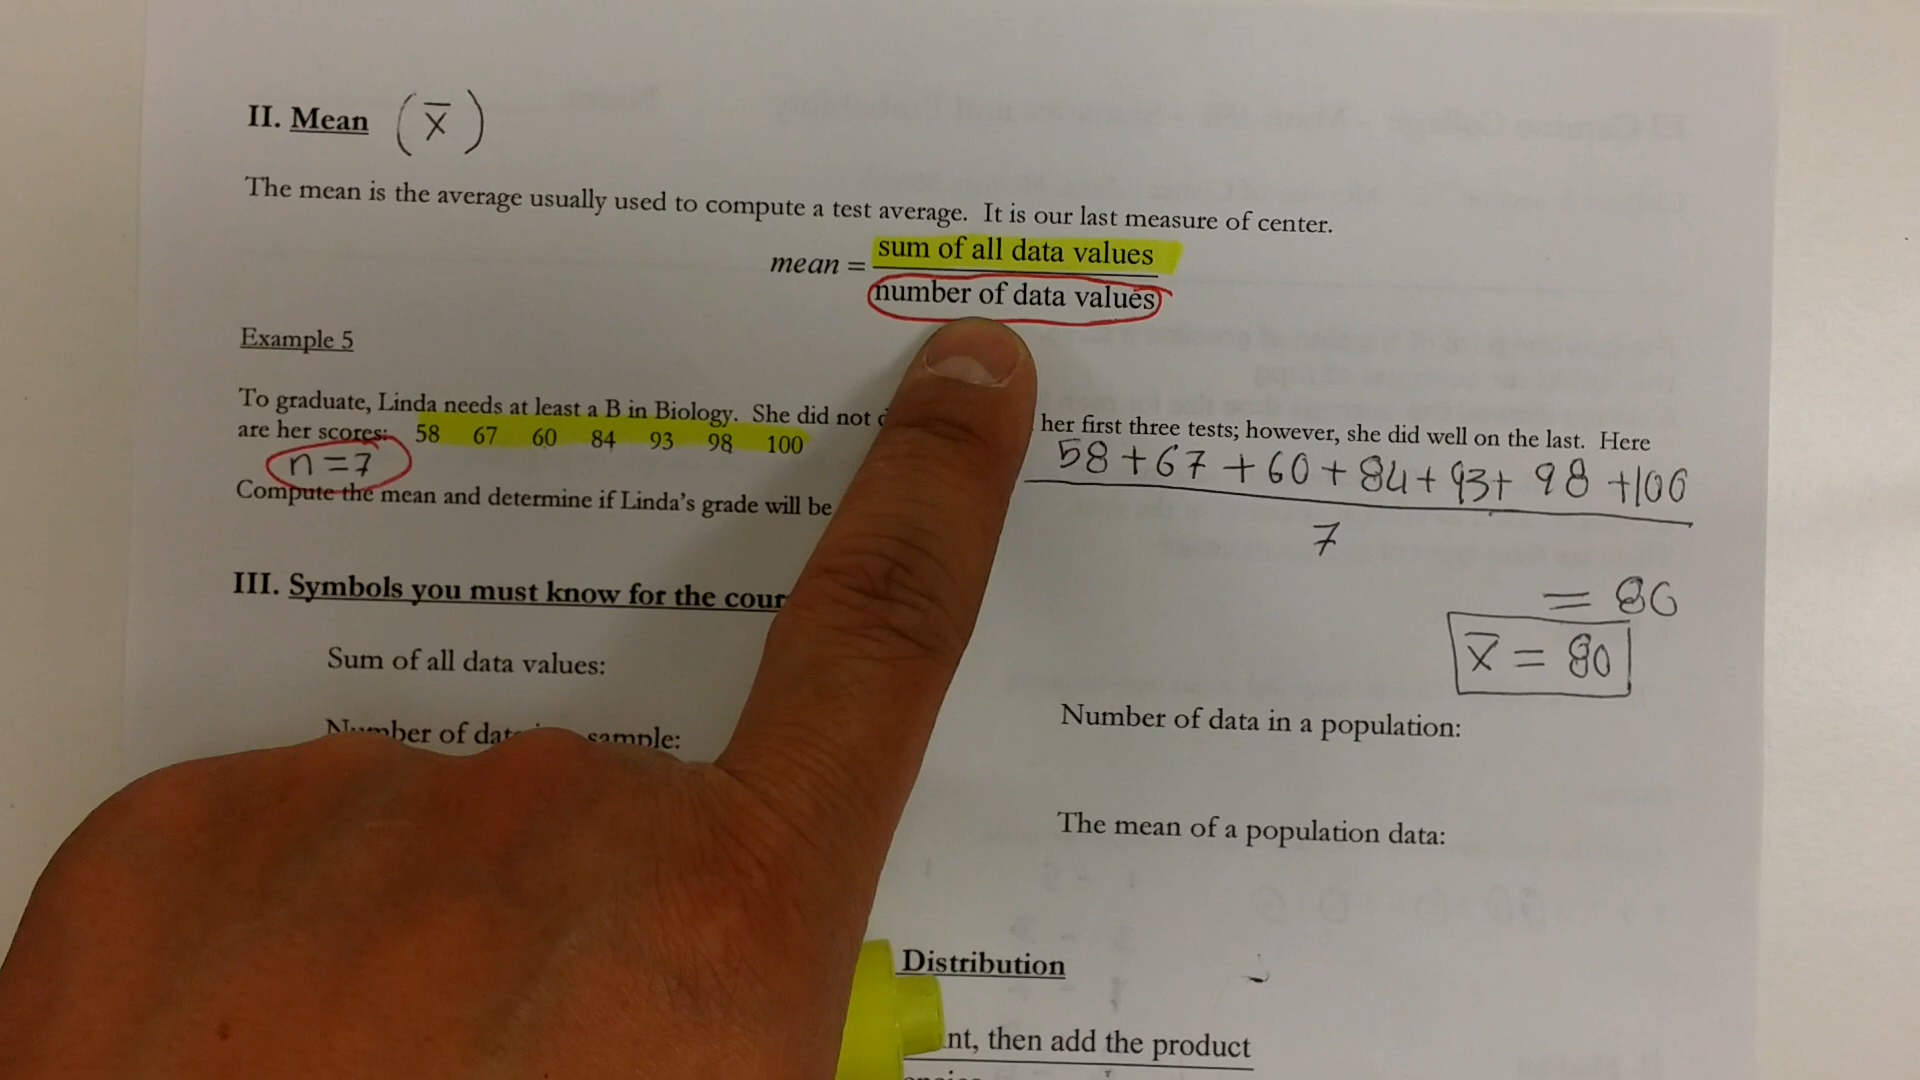 II. Mean (x̄)
The mean is the average usually used to compute a test average. It is our last measure of center.
mean = sum of all data values
number of data values
Example 5
To graduate, Linda needs at least a B in Biology. She did not her first three tests; however, she did well on the last. Here
are her scores: 58 67 60 84 93 98 100
n = 7
58 + 67 + 60 + 84 + 93 + 98 + 100
Compute the mean and determine if Linda's grade will be
7
= 80
x̄ = 80
III. Symbols you must know for the
Sum of all data values:
Number of sample:
Number of data in a population:
The mean of a population data:
Distribution
then add the product